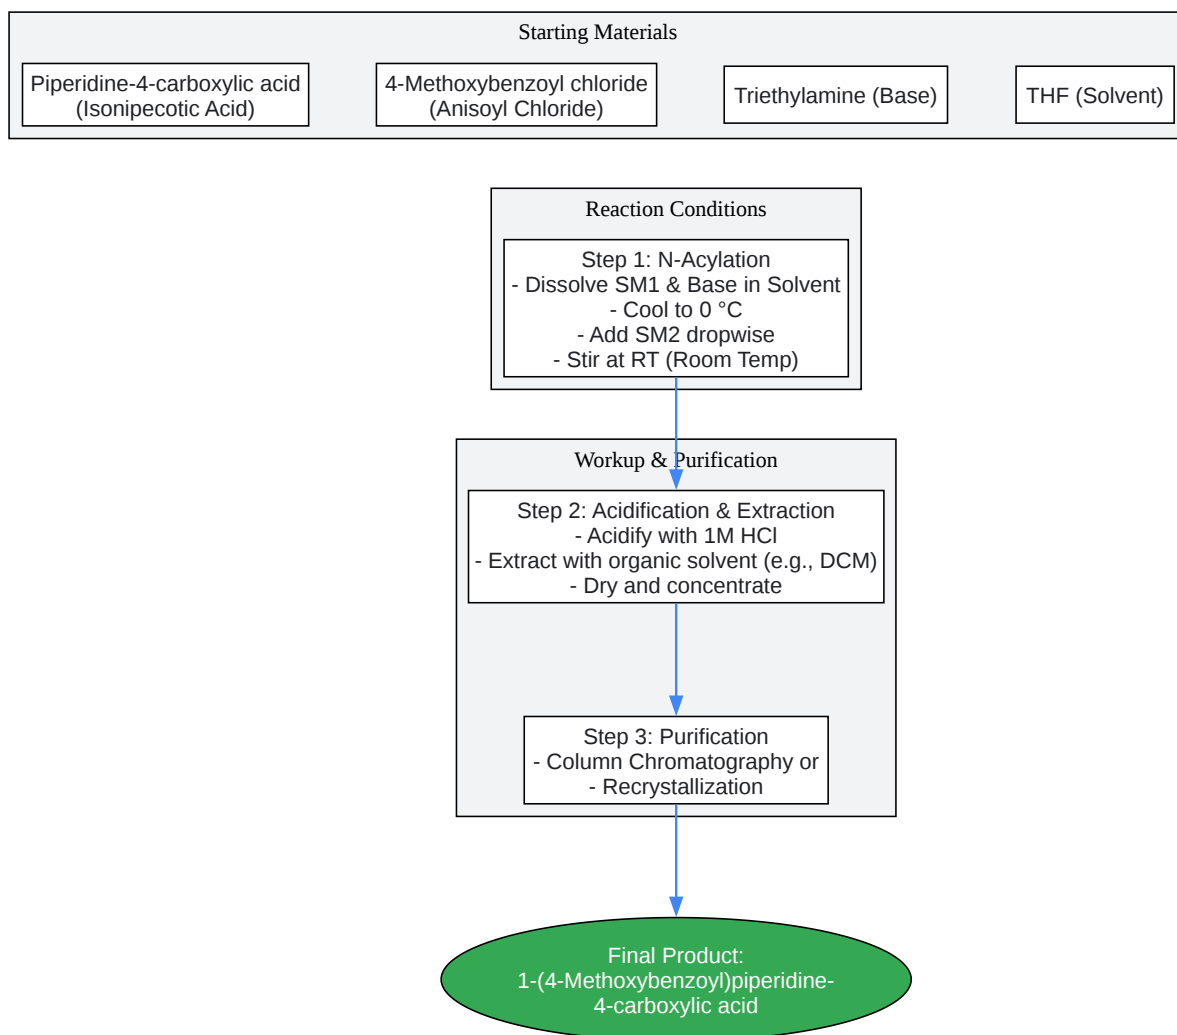 Starting Materials
Piperidine-4-carboxylic acid
(Isonipecotic Acid)
4-Methoxybenzoyl chloride
(Anisoyl Chloride)
Triethylamine (Base)
THF (Solvent)
Reaction Conditions
Step 1: N-Acylation
- Dissolve SM1 & Base in Solvent
- Cool to 0 °C
- Add SM2 dropwise
- Stir at RT (Room Temp)
Workup & Purification
Step 2: Acidification & Extraction
- Acidify with 1M HCl
- Extract with organic solvent (e.g., DCM)
- Dry and concentrate
Step 3: Purification
- Column Chromatography or
- Recrystallization
Final Product:
1-(4-Methoxybenzoyl)piperidine-
4-carboxylic acid